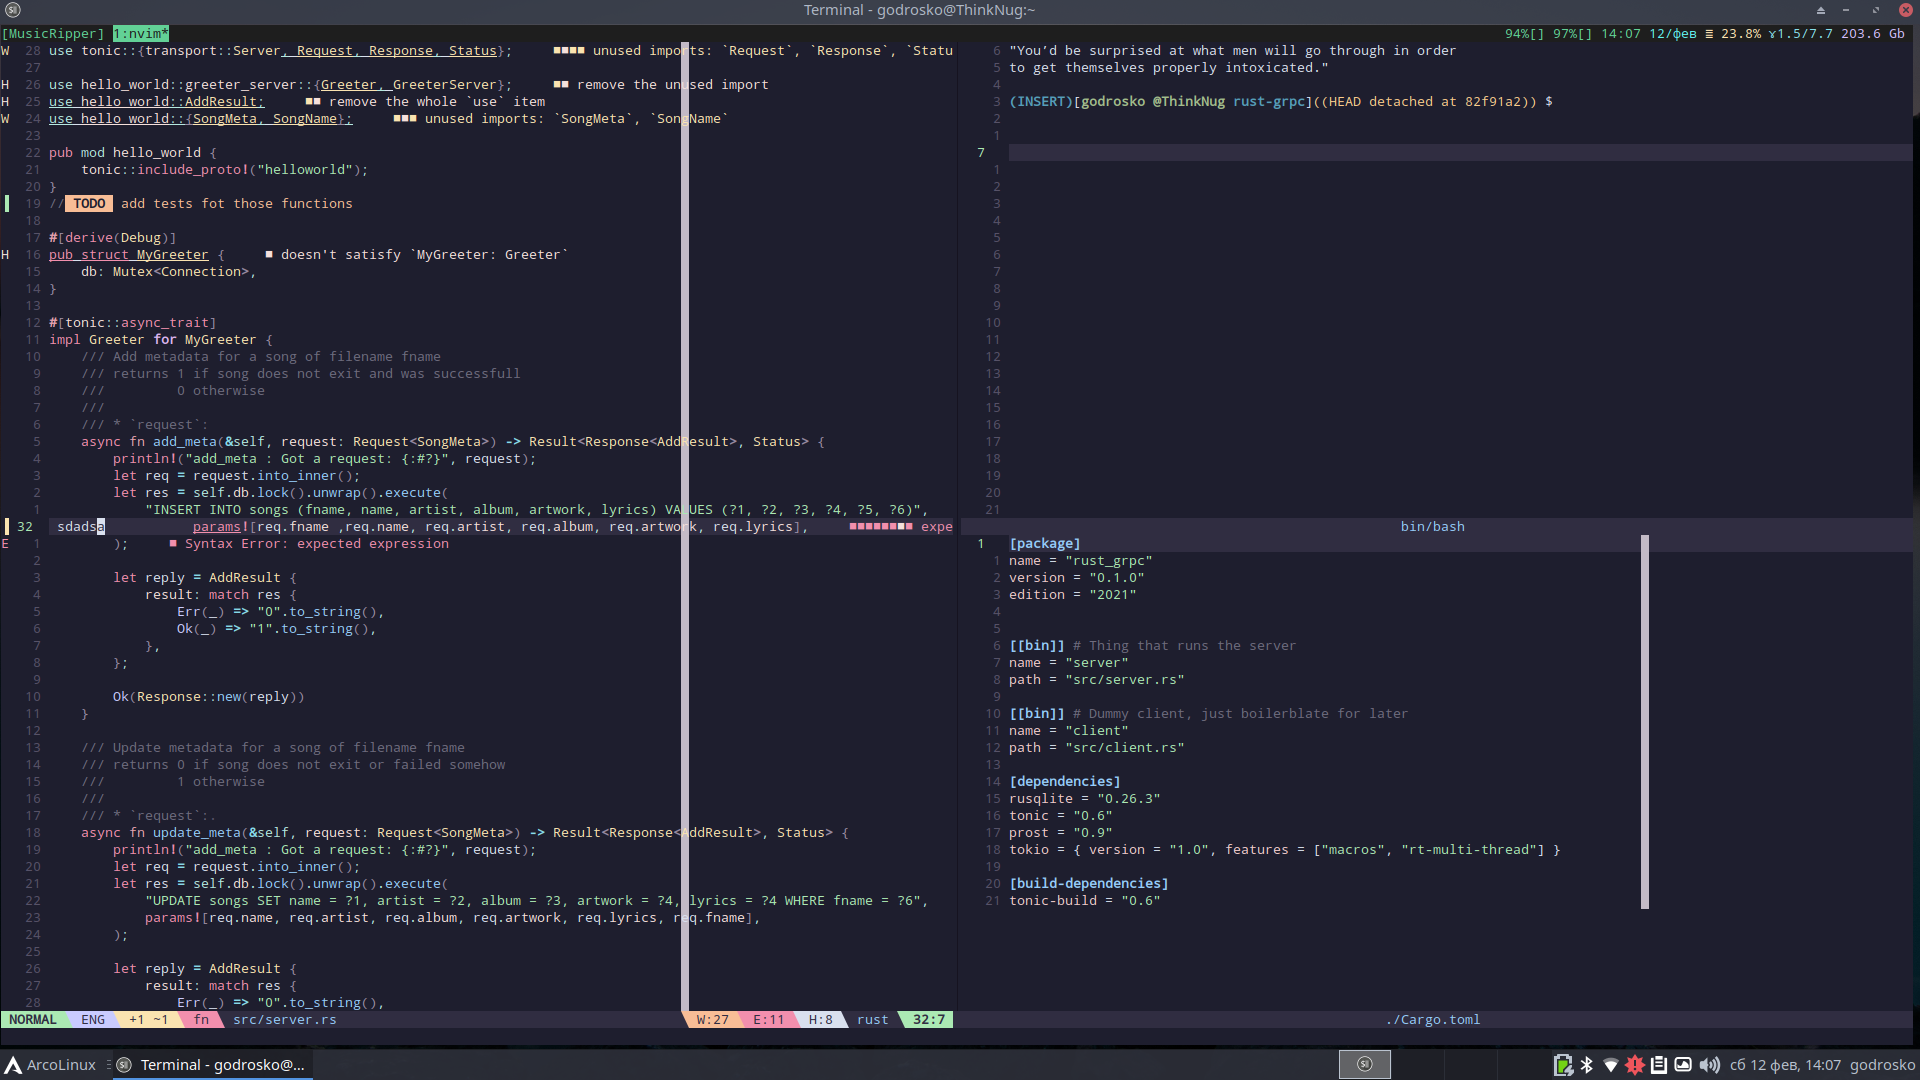 Terminal - godrosko@ThinkNug:~
[MusicRipper] 1:nvim*
94%[] 97%[] 14:07 12/фев ≣ 23.8% ɣ1.5/7.7 203.6 Gb
W 28 use tonic::{transport::Server, Request, Response, Status};     ■■■■ unused imports: `Request`, `Response`, `Statu
27
H 26 use hello_world::greeter_server::{Greeter, GreeterServer};     ■■ remove the unused import
H 25 use hello_world::AddResult;     ■■ remove the whole `use` item
W 24 use hello_world::{SongMeta, SongName};     ■■■ unused imports: `SongMeta`, `SongName`
23
22 pub mod hello_world {
21     tonic::include_proto!("helloworld");
20 }
19 // TODO add tests fot those functions
18
17 #[derive(Debug)]
H 16 pub struct MyGreeter {     ■ doesn't satisfy `MyGreeter: Greeter`
15     db: Mutex<Connection>,
14 }
13
12 #[tonic::async_trait]
11 impl Greeter for MyGreeter {
10     /// Add metadata for a song of filename fname
9     /// returns 1 if song does not exit and was successfull
8     ///         0 otherwise
7     ///
6     /// * `request`:
5     async fn add_meta(&self, request: Request<SongMeta>) -> Result<Response<AddResult>, Status> {
4         println!("add_meta : Got a request: {:#?}", request);
3         let req = request.into_inner();
2         let res = self.db.lock().unwrap().execute(
1             "INSERT INTO songs (fname, name, artist, album, artwork, lyrics) VALUES (?1, ?2, ?3, ?4, ?5, ?6)",
32  sdadsa           params![req.fname ,req.name, req.artist, req.album, req.artwork, req.lyrics],     ■■■■■■■■ expe
E 1         );     ■ Syntax Error: expected expression
2
3         let reply = AddResult {
4             result: match res {
5                 Err(_) => "0".to_string(),
6                 Ok(_) => "1".to_string(),
7             },
8         };
9
10         Ok(Response::new(reply))
11     }
12
13     /// Update metadata for a song of filename fname
14     /// returns 0 if song does not exit or failed somehow
15     ///         1 otherwise
16     ///
17     /// * `request`:.
18     async fn update_meta(&self, request: Request<SongMeta>) -> Result<Response<AddResult>, Status> {
19         println!("add_meta : Got a request: {:#?}", request);
20         let req = request.into_inner();
21         let res = self.db.lock().unwrap().execute(
22             "UPDATE songs SET name = ?1, artist = ?2, album = ?3, artwork = ?4, lyrics = ?4 WHERE fname = ?6",
23             params![req.name, req.artist, req.album, req.artwork, req.lyrics, req.fname],
24         );
25
26         let reply = AddResult {
27             result: match res {
28                 Err(_) => "0".to_string(),
NORMAL ENG +1 ~1 fn src/server.rs W:27 E:11 H:8 rust 32:7
6 "You'd be surprised at what men will go through in order
5 to get themselves properly intoxicated."
4
3 (INSERT)[godrosko @ThinkNug rust-grpc]((HEAD detached at 82f91a2)) $
2
1
7
1
2
3
4
5
6
7
8
9
10
11
12
13
14
15
16
17
18
19
20
21
bin/bash
1 [package]
1 name = "rust_grpc"
2 version = "0.1.0"
3 edition = "2021"
4
5
6 [[bin]] # Thing that runs the server
7 name = "server"
8 path = "src/server.rs"
9
10 [[bin]] # Dummy client, just boilerblate for later
11 name = "client"
12 path = "src/client.rs"
13
14 [dependencies]
15 rusqlite = "0.26.3"
16 tonic = "0.6"
17 prost = "0.9"
18 tokio = { version = "1.0", features = ["macros", "rt-multi-thread"] }
19
20 [build-dependencies]
21 tonic-build = "0.6"
./Cargo.toml
ArcoLinux
Terminal - godrosko@...
сб 12 фев, 14:07 godrosko